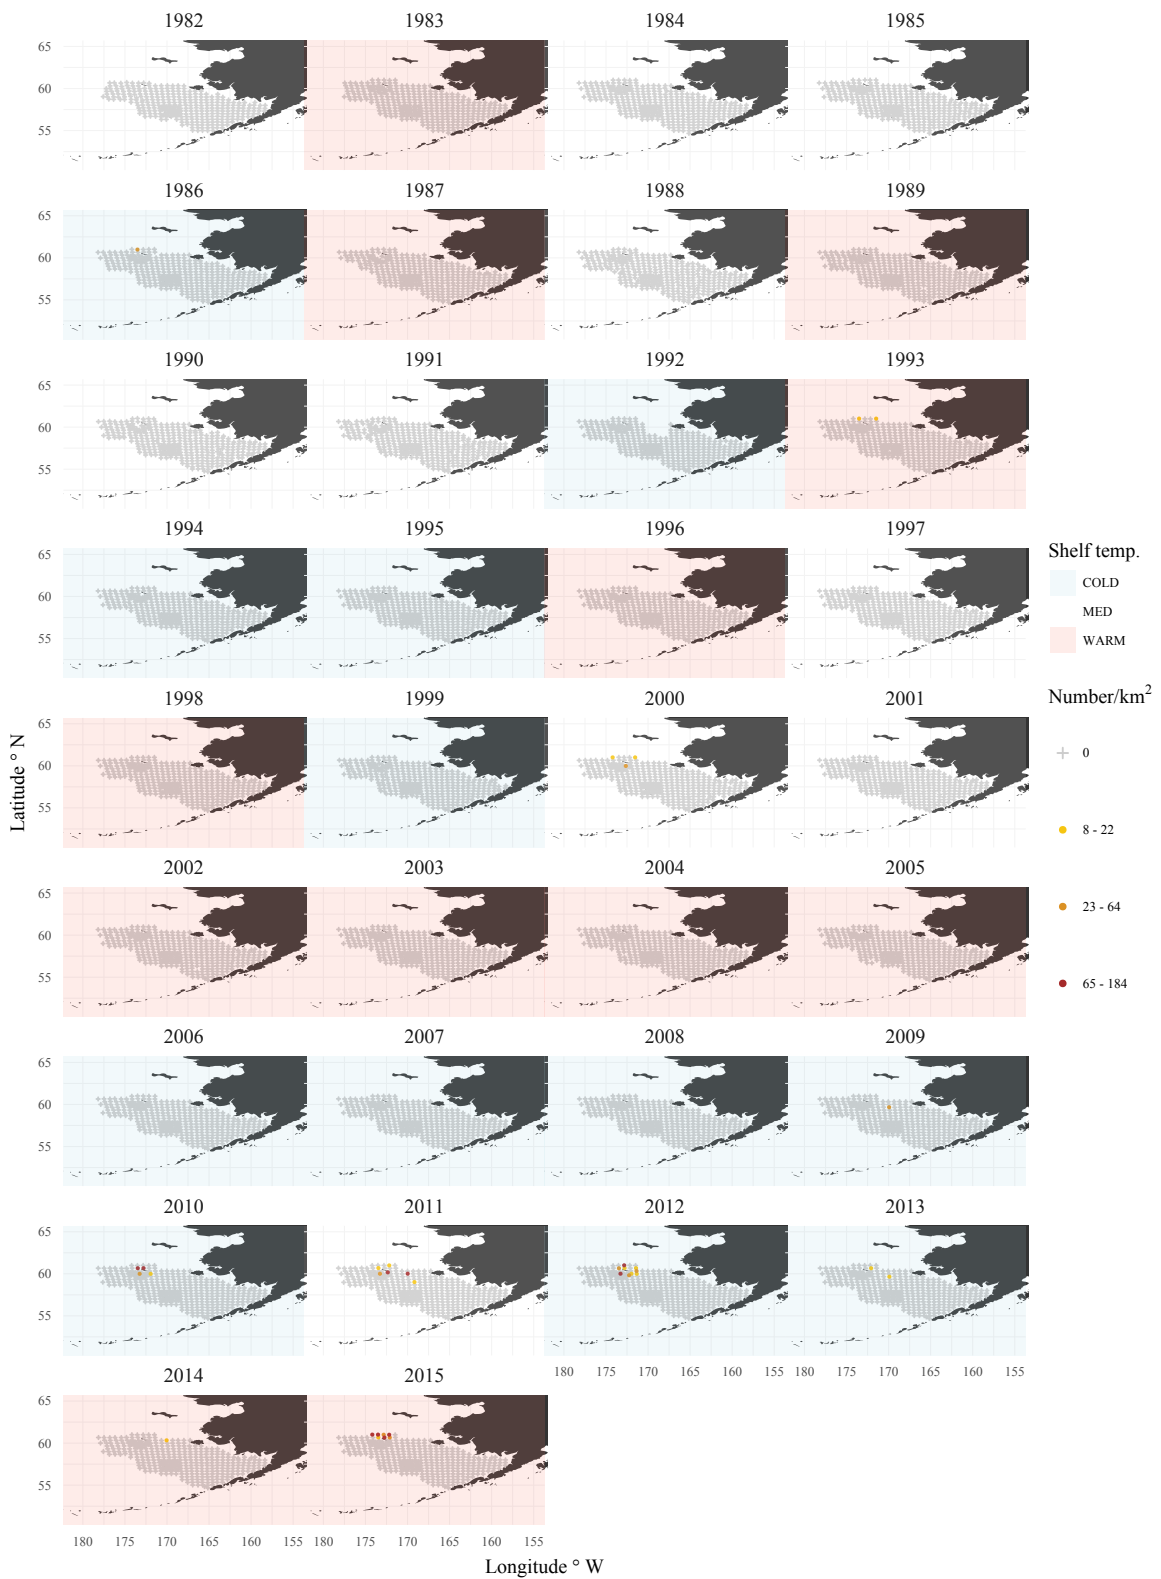 1982 1983 1984 1985
65
60
55
1986 1987 1988 1989
65
60
55
1990 1991 1992 1993
65
60
55
1994 1995 1996 1997
65
60
55
1998 1999 2000 2001
65
60
55
2002 2003 2004 2005
65
60
55
2006 2007 2008 2009
65
60
55
2010 2011 2012 2013
65
60
55
180 175 170 165 160 155 180 175 170 165 160 155
2014 2015
65
60
55
180 175 170 165 160 155 180 175 170 165 160 155
Longitude ° W
Latitude ° N
Shelf temp.
COLD
MED
WARM
Number/km²
0
8 - 22
23 - 64
65 - 184